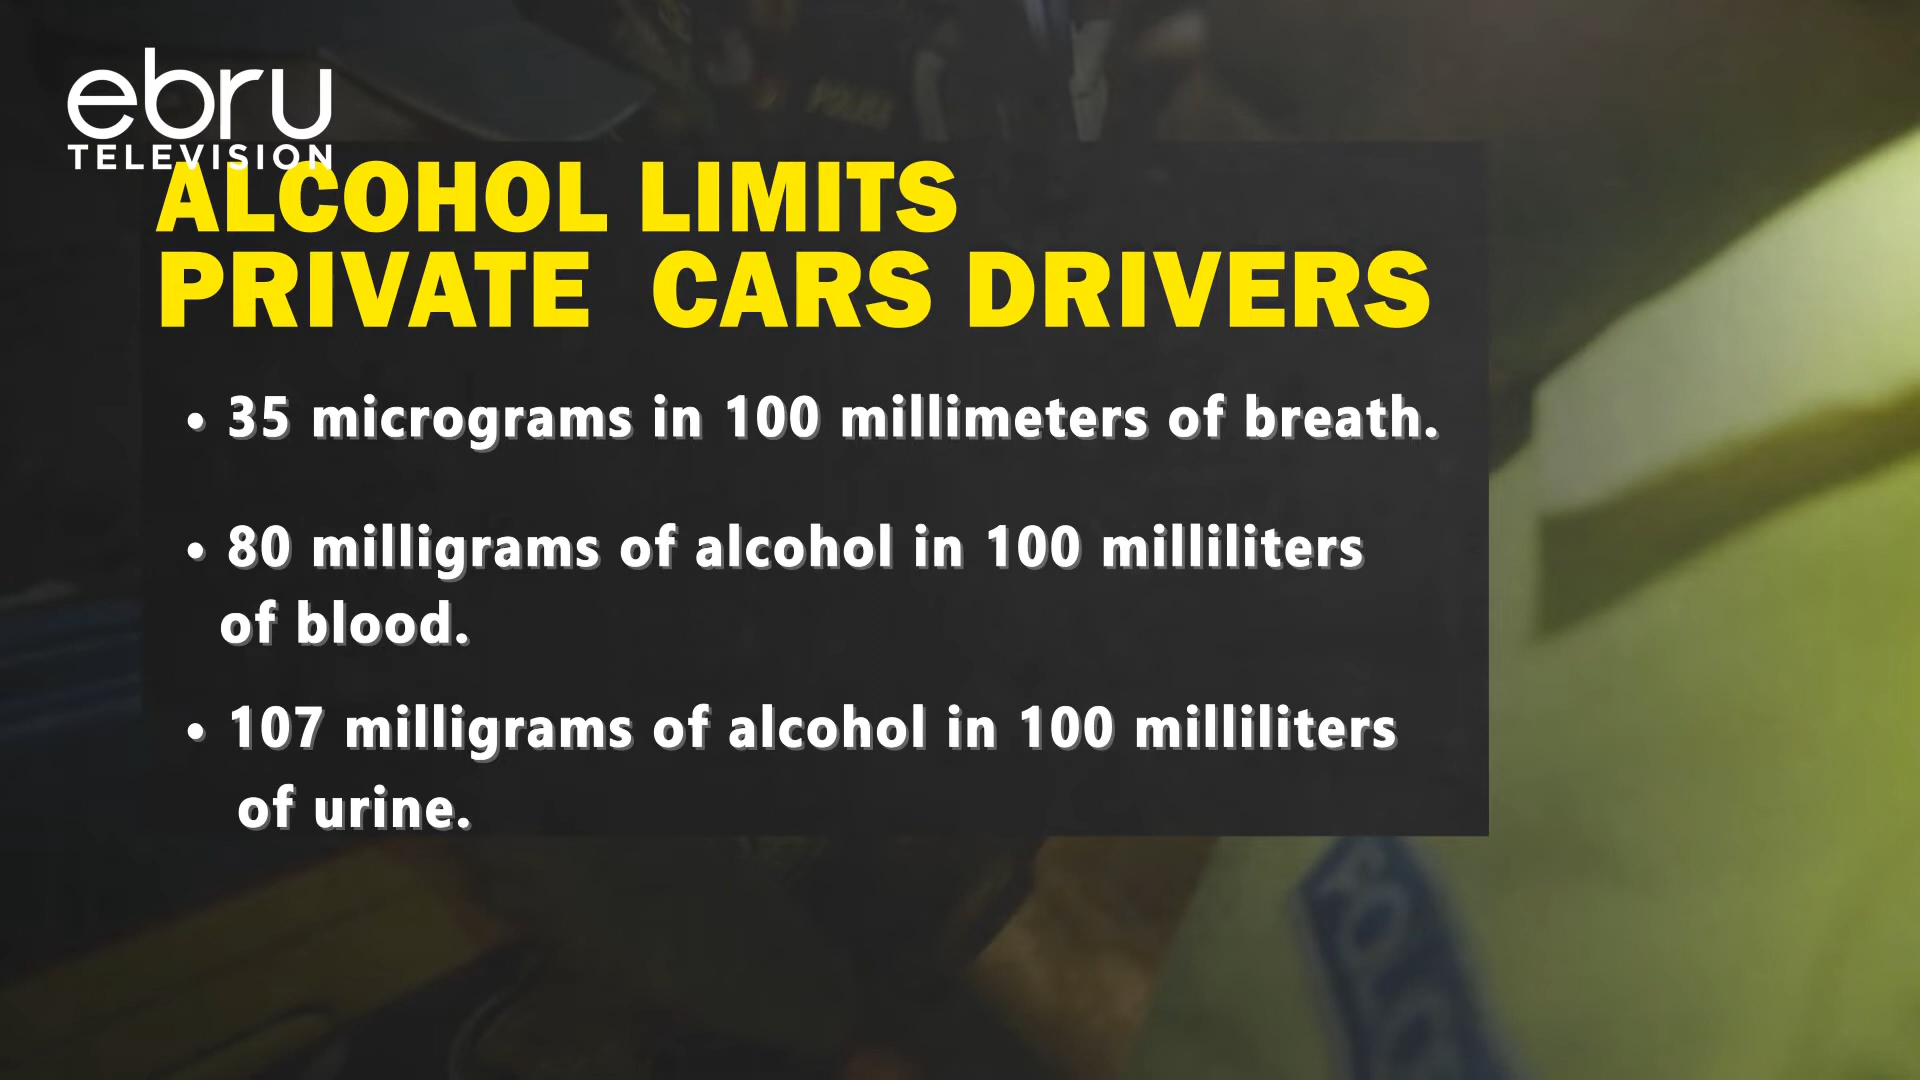 ebru
TELEVISION
ALCOHOL LIMITS
PRIVATE CARS DRIVERS
• 35 micrograms in 100 millimeters of breath.
• 80 milligrams of alcohol in 100 milliliters
of blood.
• 107 milligrams of alcohol in 100 milliliters
of urine.
POLICE